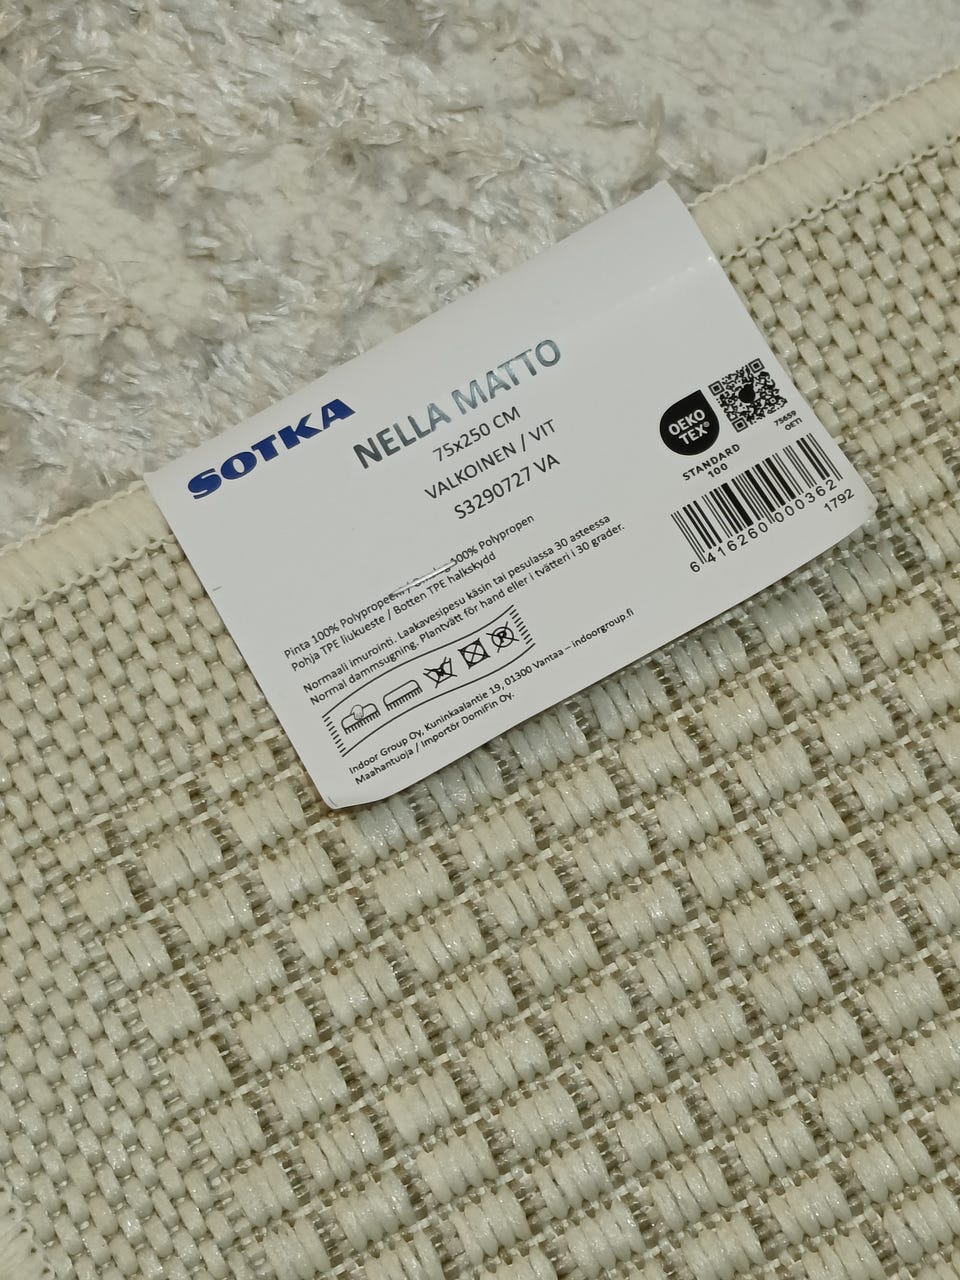 SOTKA
NELLA MATTO
75x250 CM
VALKOINEN / VIT
S3290727 VA
OEKO
TEX®
STANDARD
100
75659
OETI
6 416260 000362
1792
Pinta 100% Polypropeeni / 100% Polypropen
Pohja TPE liukueste / Botten TPE halkskydd
Normaali imurointi. Laakavesipesu käsin tai pesulassa 30 asteessa
Normal dammsugning. Plantvätt för hand eller i tvätteri i 30 grader.
Indoor Group Oy, Kuninkaalantie 19, 01300 Vantaa – indoorgroup.fi
Maahantuoja / Importör DomiFin Oy.